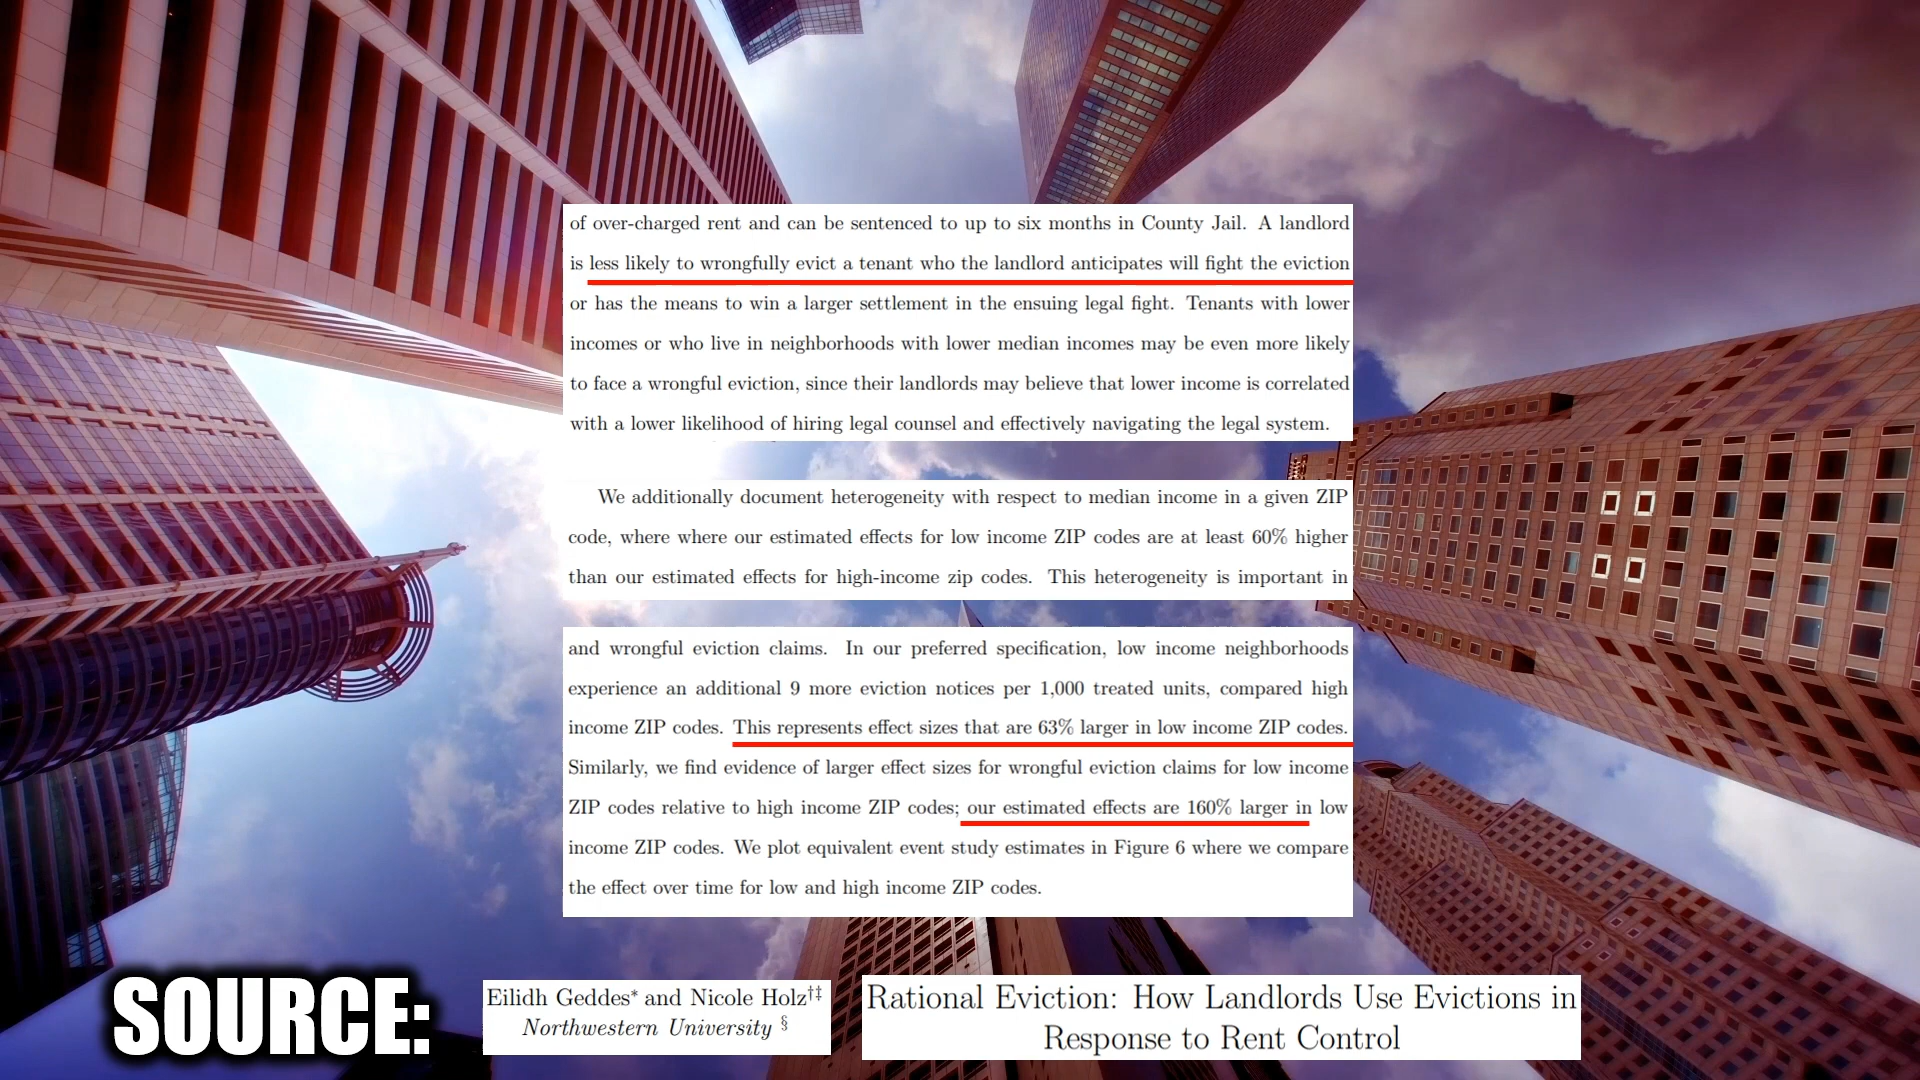 of over-charged rent and can be sentenced to up to six months in County Jail. A landlord
is less likely to wrongfully evict a tenant who the landlord anticipates will fight the eviction
or has the means to win a larger settlement in the ensuing legal fight. Tenants with lower
incomes or who live in neighborhoods with lower median incomes may be even more likely
to face a wrongful eviction, since their landlords may believe that lower income is correlated
with a lower likelihood of hiring legal counsel and effectively navigating the legal system.
We additionally document heterogeneity with respect to median income in a given ZIP
code, where where our estimated effects for low income ZIP codes are at least 60% higher
than our estimated effects for high-income zip codes. This heterogeneity is important in
and wrongful eviction claims. In our preferred specification, low income neighborhoods
experience an additional 9 more eviction notices per 1,000 treated units, compared high
income ZIP codes. This represents effect sizes that are 63% larger in low income ZIP codes.
Similarly, we find evidence of larger effect sizes for wrongful eviction claims for low income
ZIP codes relative to high income ZIP codes; our estimated effects are 160% larger in low
income ZIP codes. We plot equivalent event study estimates in Figure 6 where we compare
the effect over time for low and high income ZIP codes.
SOURCE:
Eilidh Geddes* and Nicole Holz†‡
Northwestern University §
Rational Eviction: How Landlords Use Evictions in
Response to Rent Control